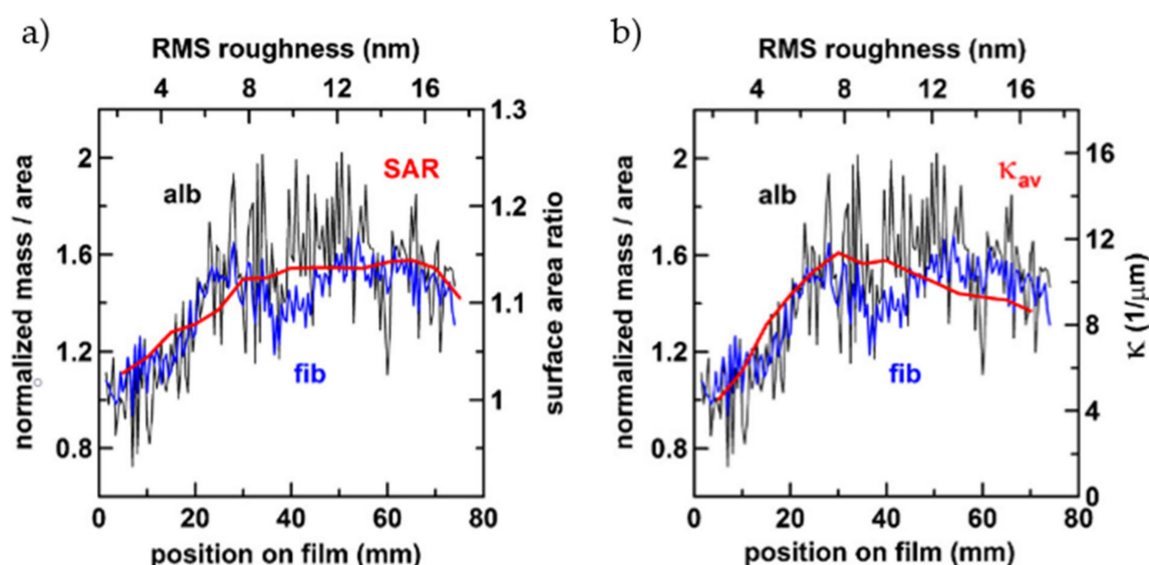 a)
RMS roughness (nm)
4 8 12 16
normalized mass / area
2
1.6
1.2
0.8
alb
SAR
fib
1.3
1.2
1.1
1
surface area ratio
0 20 40 60 80
position on film (mm)
b)
RMS roughness (nm)
4 8 12 16
normalized mass / area
2
1.6
1.2
0.8
alb
κav
fib
16
12
8
4
0
κ (1/μm)
0 20 40 60 80
position on film (mm)